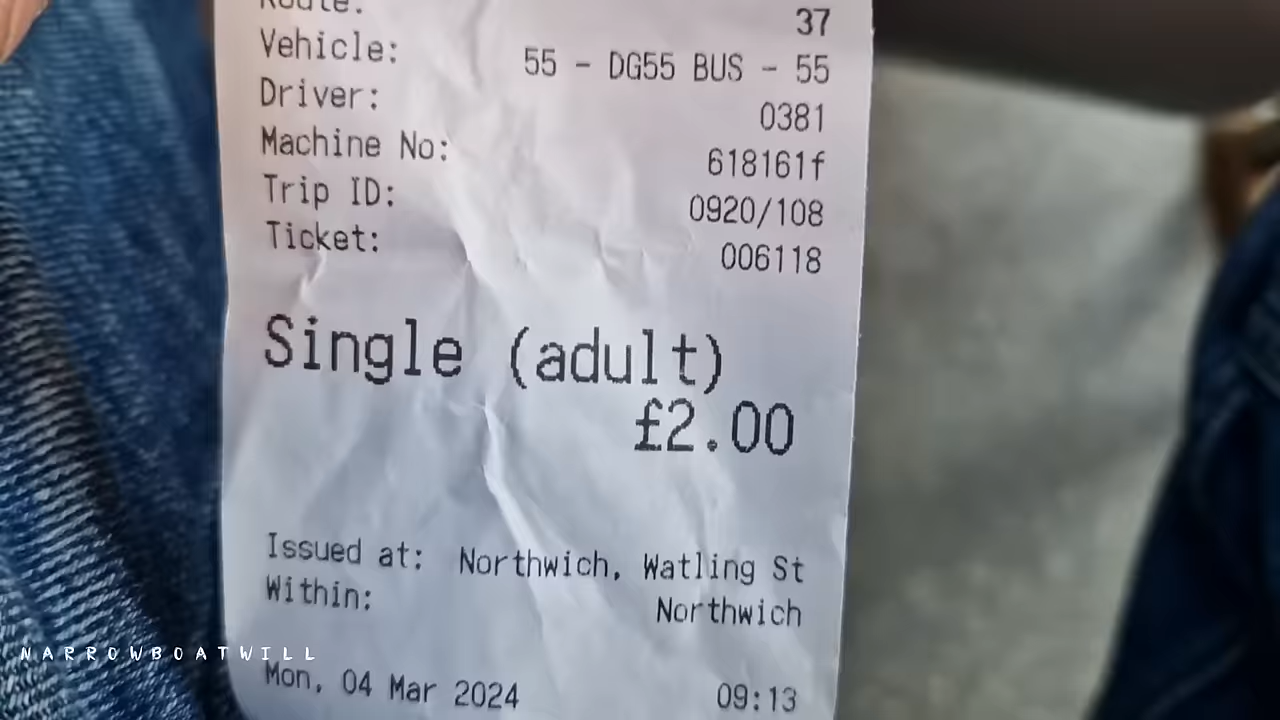 Route: 37
Vehicle: 55 - DG55 BUS - 55
Driver: 0381
Machine No: 618161f
Trip ID: 0920/108
Ticket: 006118
Single (adult)
£2.00
Issued at: Northwich, Watling St
Within: Northwich
Mon, 04 Mar 2024 09:13
NARROWBOATWILL